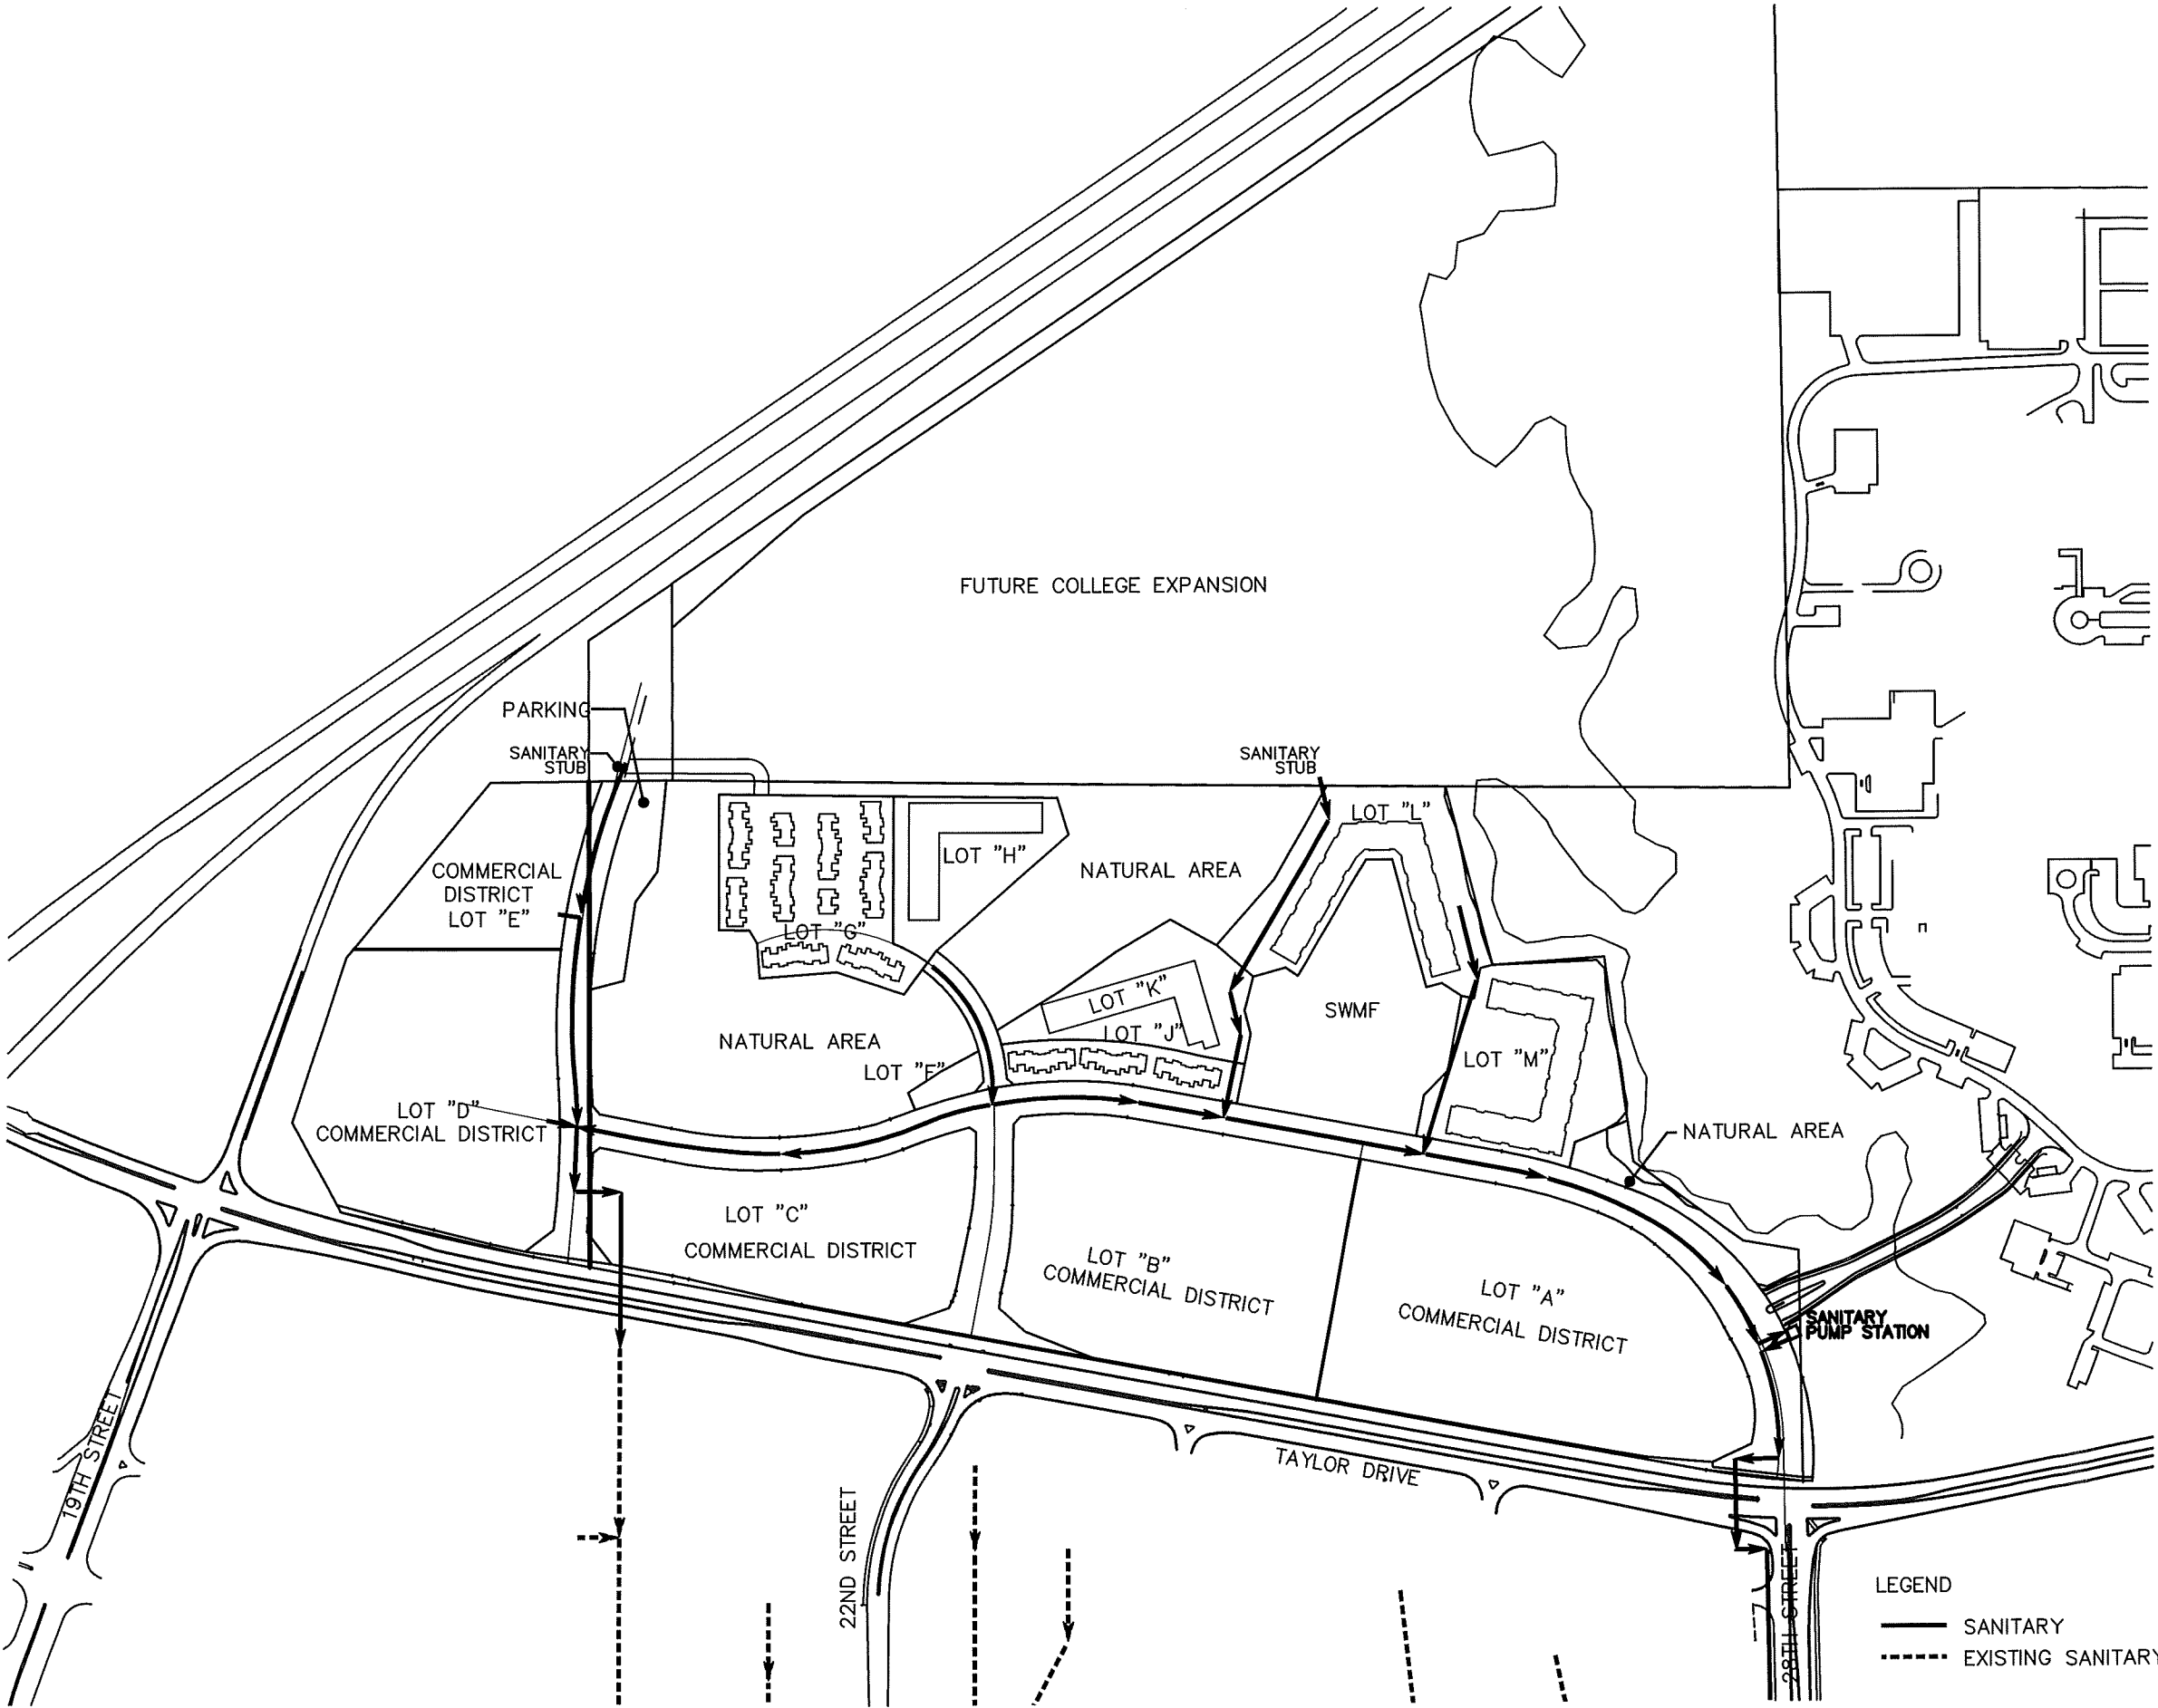 FUTURE COLLEGE EXPANSION
PARKING
SANITARY
STUB
SANITARY
STUB
LOT "L"
COMMERCIAL
DISTRICT
LOT "E"
LOT "H"
NATURAL AREA
LOT "G"
LOT "K"
SWMF
LOT "J"
NATURAL AREA
LOT "F"
LOT "M"
LOT "D"
COMMERCIAL DISTRICT
NATURAL AREA
LOT "C"
COMMERCIAL DISTRICT
LOT "B"
COMMERCIAL DISTRICT
LOT "A"
COMMERCIAL DISTRICT
SANITARY
PUMP STATION
19TH STREET
22ND STREET
TAYLOR DRIVE
28TH STREET
LEGEND
SANITARY
EXISTING SANITARY